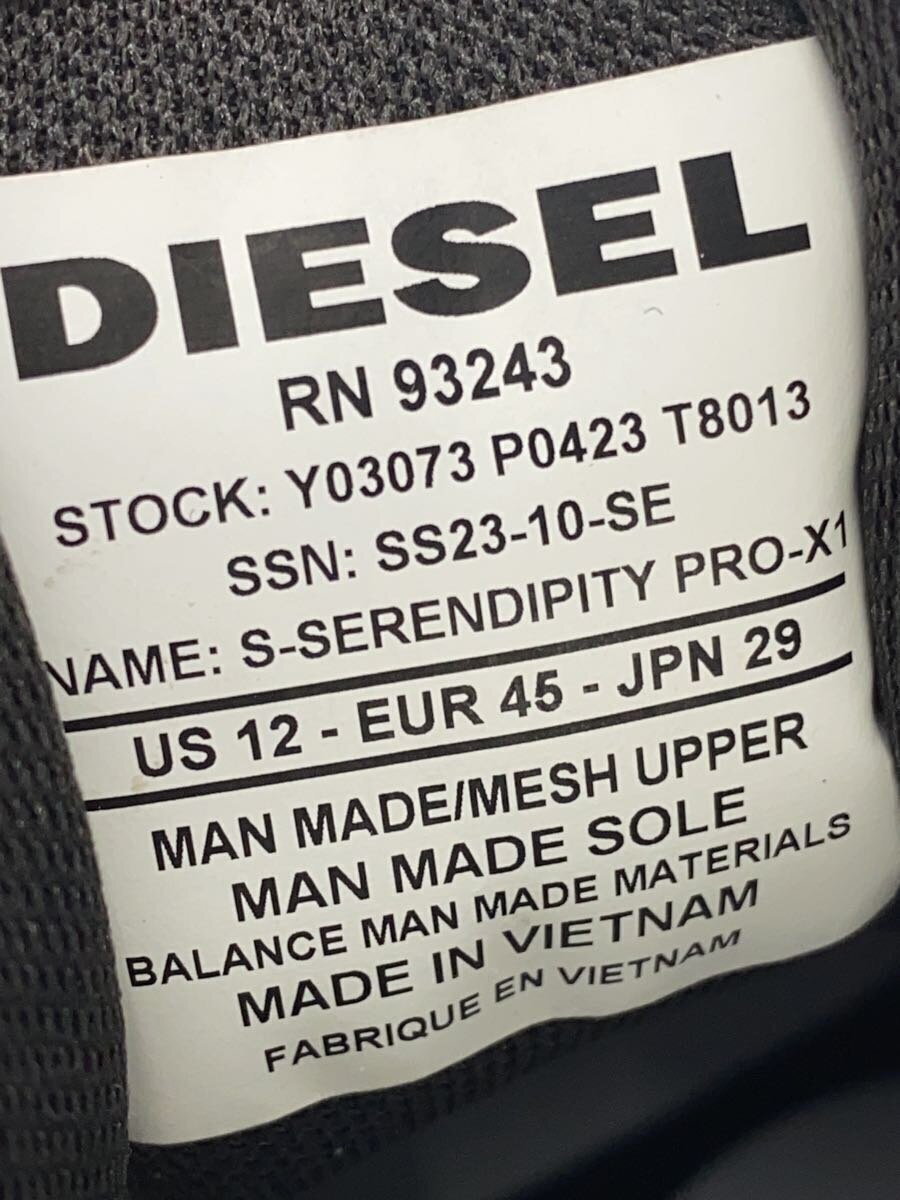 DIESEL
RN 93243
STOCK: Y03073 P0423 T8013
SSN: SS23-10-SE
NAME: S-SERENDIPITY PRO-X1
US 12 - EUR 45 - JPN 29
MAN MADE/MESH UPPER
MAN MADE SOLE
BALANCE MAN MADE MATERIALS
MADE IN VIETNAM
FABRIQUE EN VIETNAM